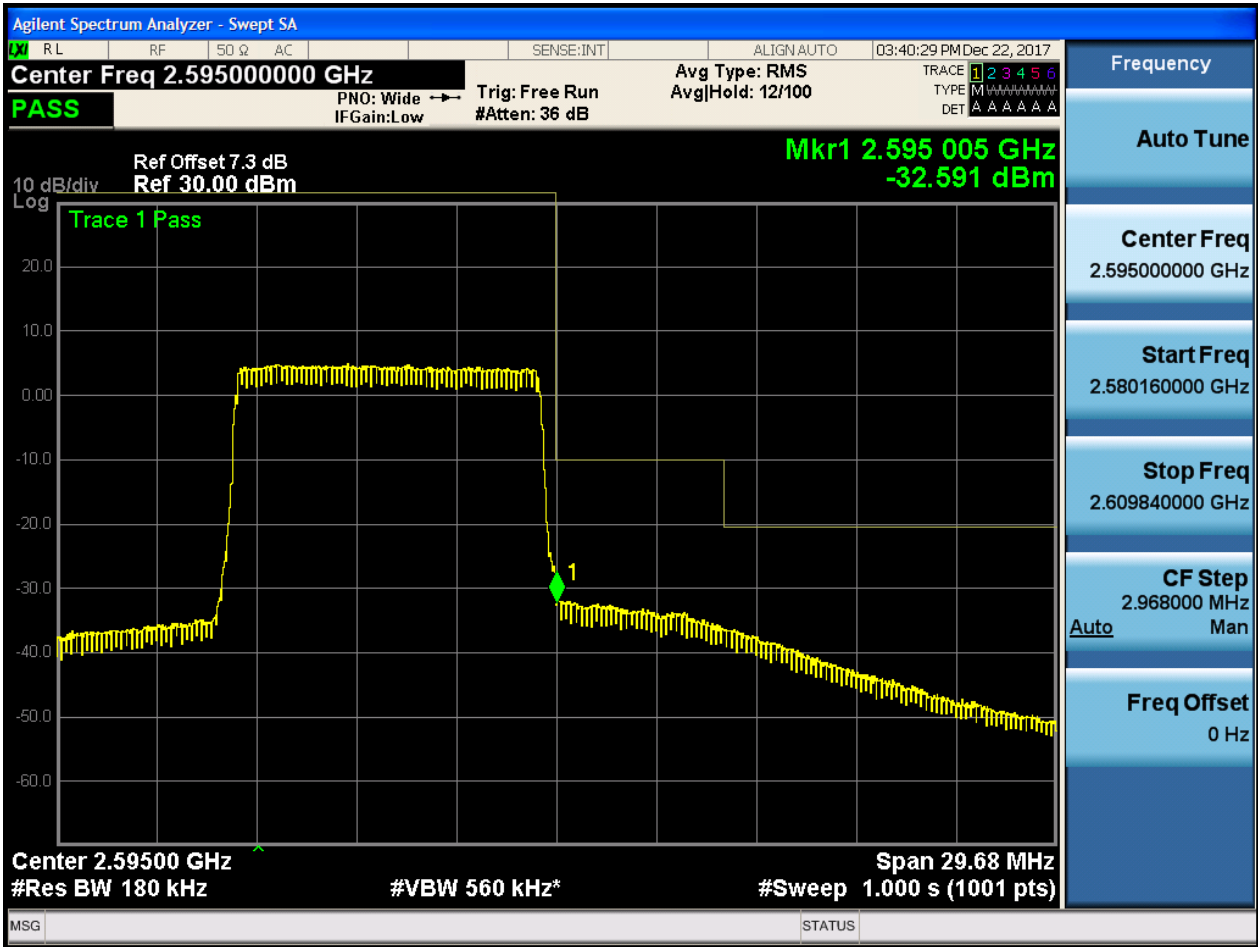 Agilent Spectrum Analyzer - Swept SA
LXI RL RF 50 Ω AC SENSE:INT ALIGN AUTO 03:40:29 PM Dec 22, 2017
Center Freq 2.595000000 GHz
PASS
PNO: Wide
IFGain:Low
Trig: Free Run
#Atten: 36 dB
Avg Type: RMS
Avg|Hold: 12/100
TRACE 1 2 3 4 5 6
TYPE M
DET A A A A A A
Mkr1 2.595 005 GHz
-32.591 dBm
Ref Offset 7.3 dB
10 dB/div Ref 30.00 dBm
Log
Trace 1 Pass
20.0
10.0
0.00
-10.0
-20.0
-30.0
-40.0
-50.0
-60.0
1
Center 2.59500 GHz Span 29.68 MHz
#Res BW 180 kHz #VBW 560 kHz* #Sweep 1.000 s (1001 pts)
MSG STATUS
Frequency
Auto Tune
Center Freq
2.595000000 GHz
Start Freq
2.580160000 GHz
Stop Freq
2.609840000 GHz
CF Step
2.968000 MHz
Auto Man
Freq Offset
0 Hz